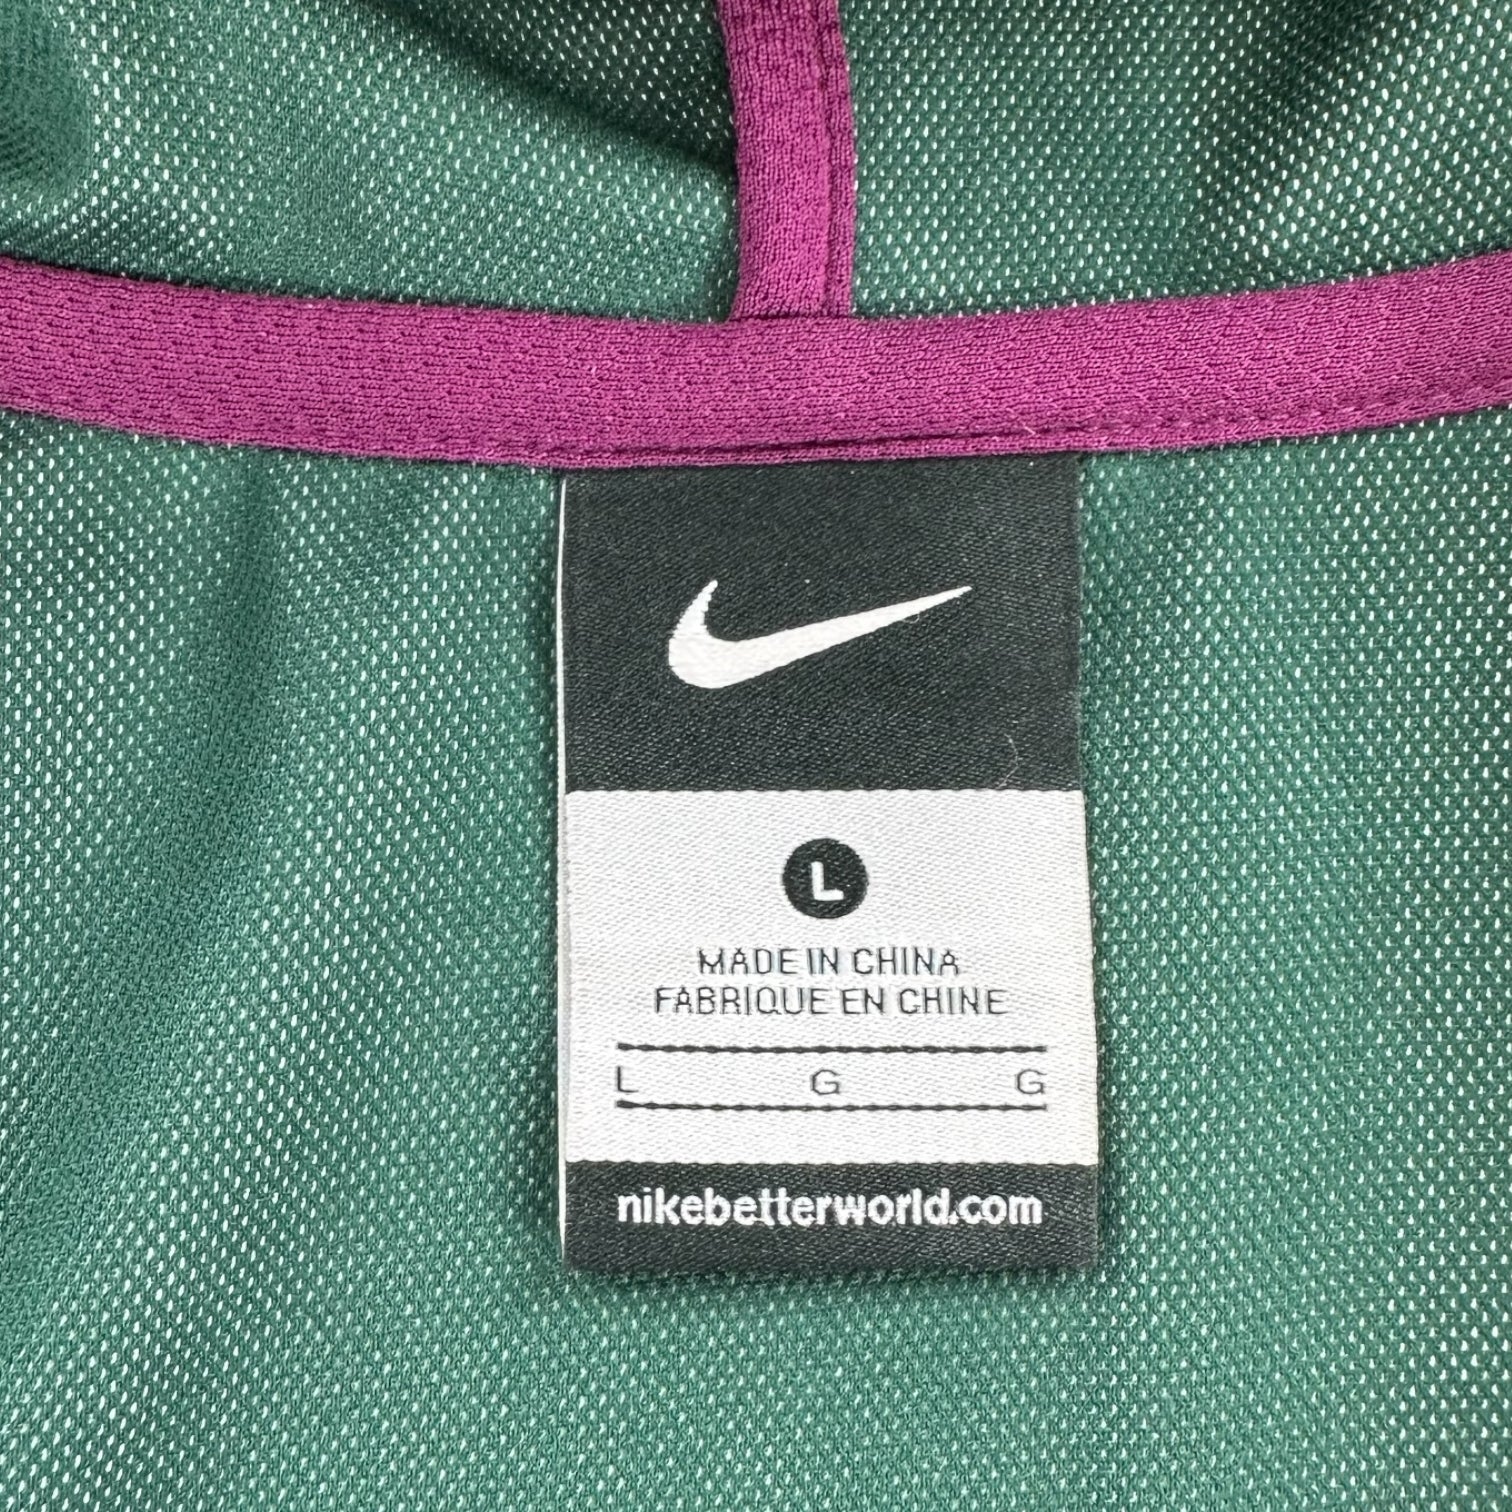 L
MADE IN CHINA
FABRIQUE EN CHINE
L G G
nikebetterworld.com